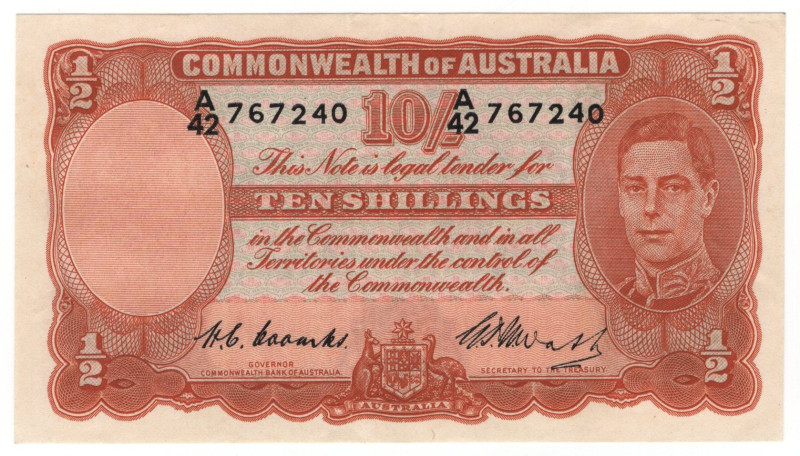 COMMONWEALTH OF AUSTRALIA
1/2
1/2
A/42 767240
10/-
A/42 767240
This Note is legal tender for
TEN SHILLINGS
in the Commonwealth and in all
Territories under the control of
the Commonwealth.
1/2
1/2
H.C. Coombs.
GOVERNOR
COMMONWEALTH BANK OF AUSTRALIA
SECRETARY TO THE TREASURY
AUSTRALIA